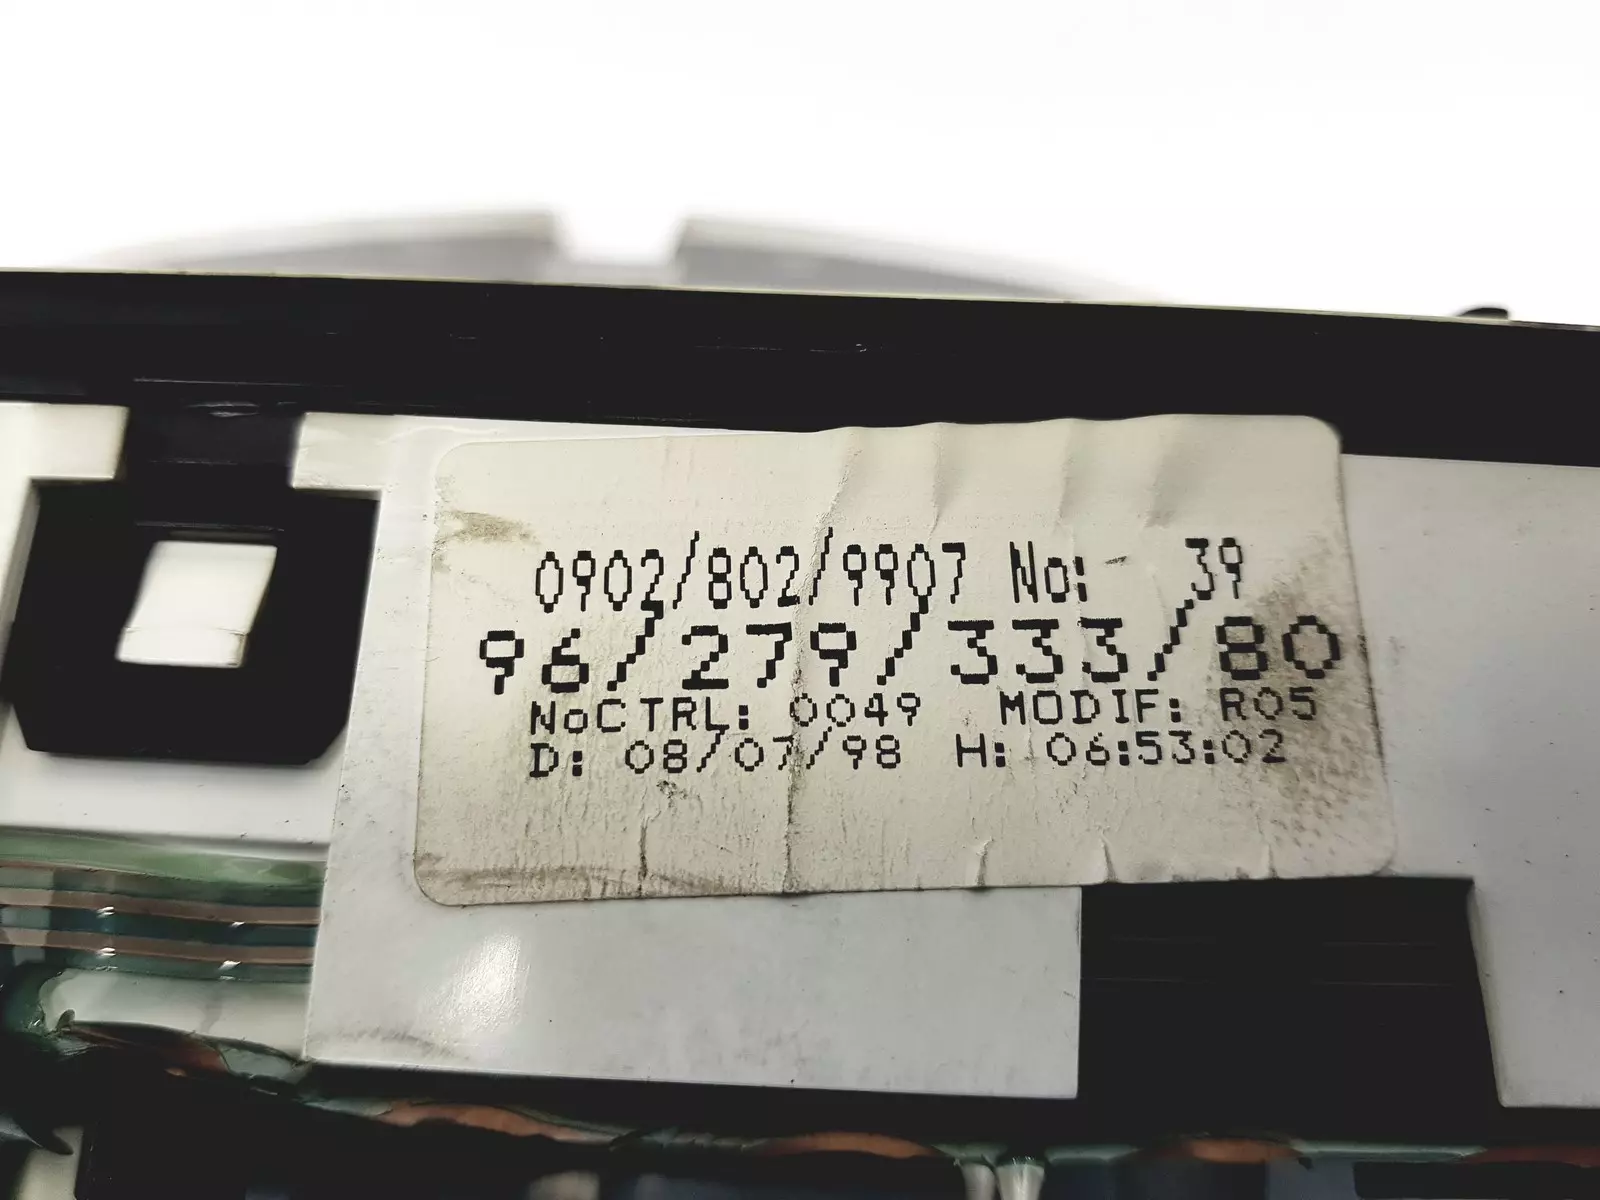 0902/802/9907 No: 39
96/279/333/80
NoCTRL: 0049 MODIF: R05
D: 08/07/98 H: 06:53:02